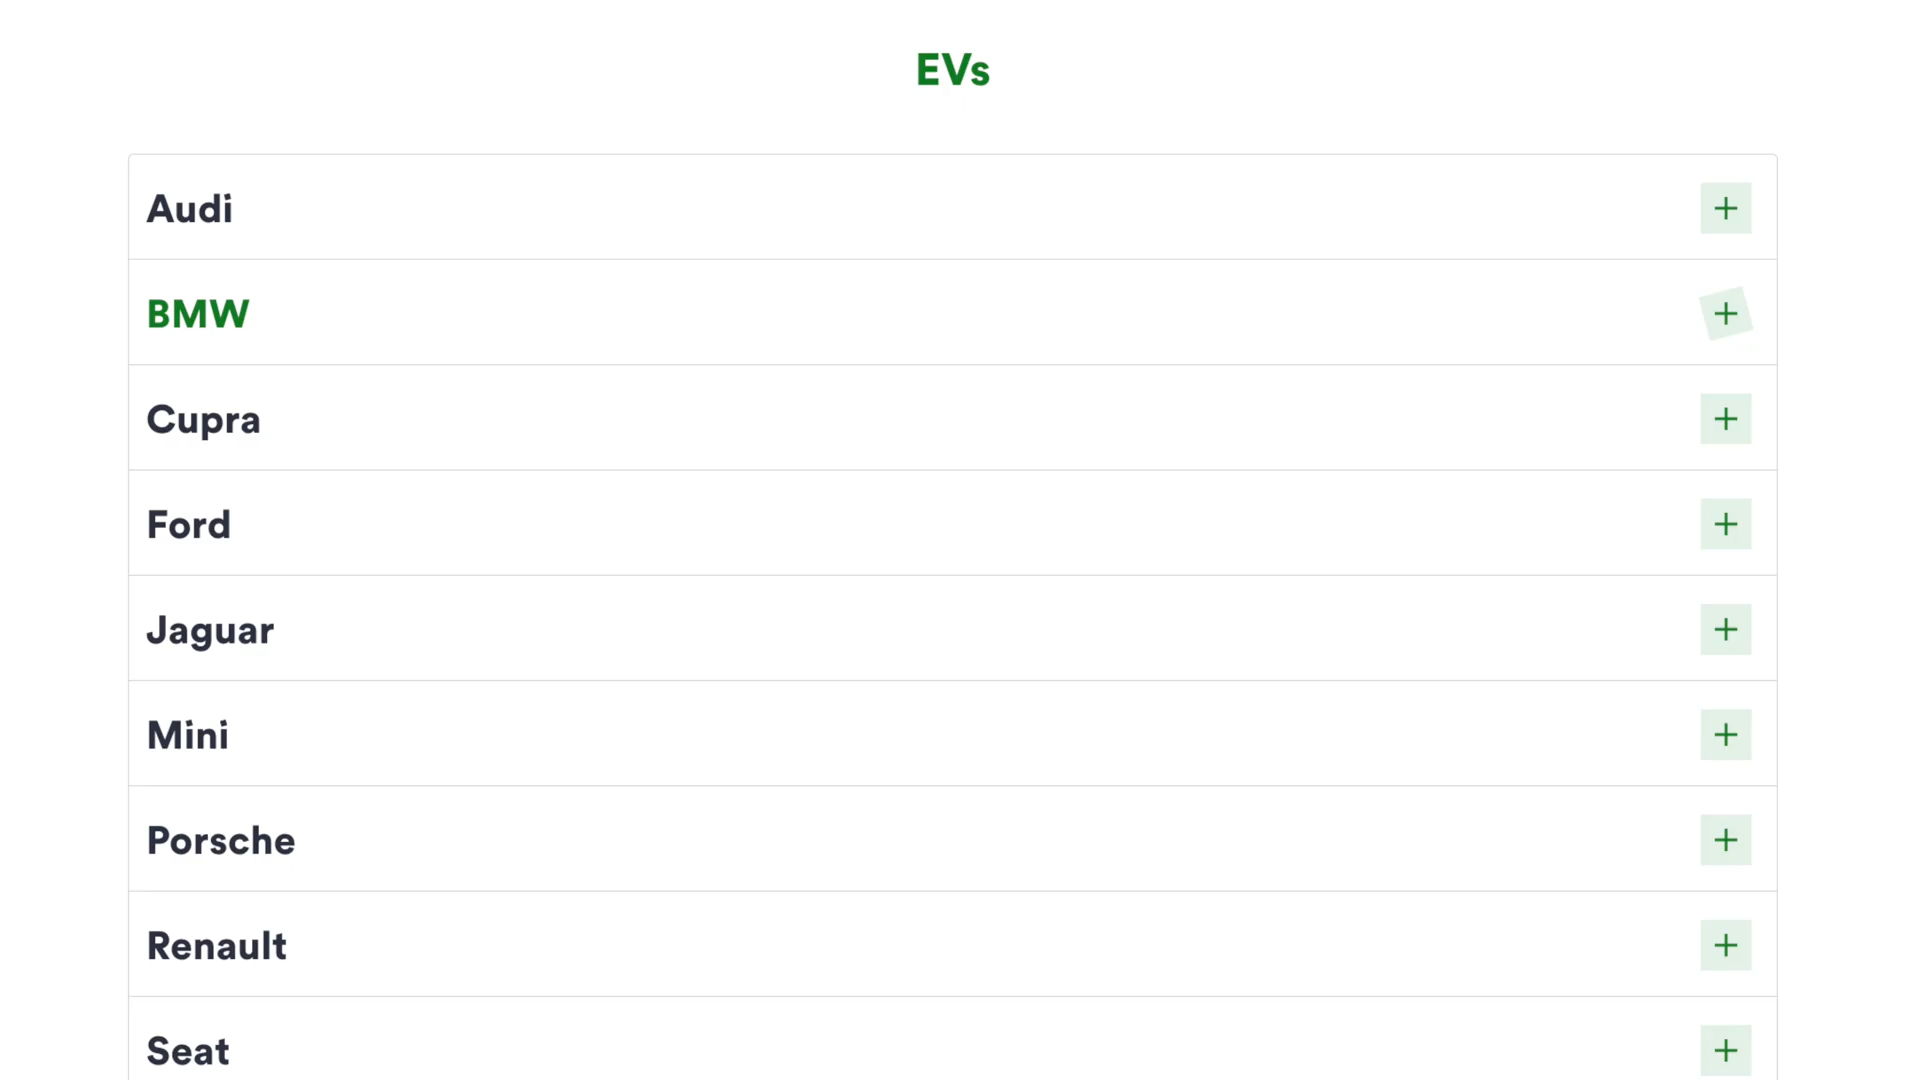 EVs
Audi
BMW
Cupra
Ford
Jaguar
Mini
Porsche
Renault
Seat